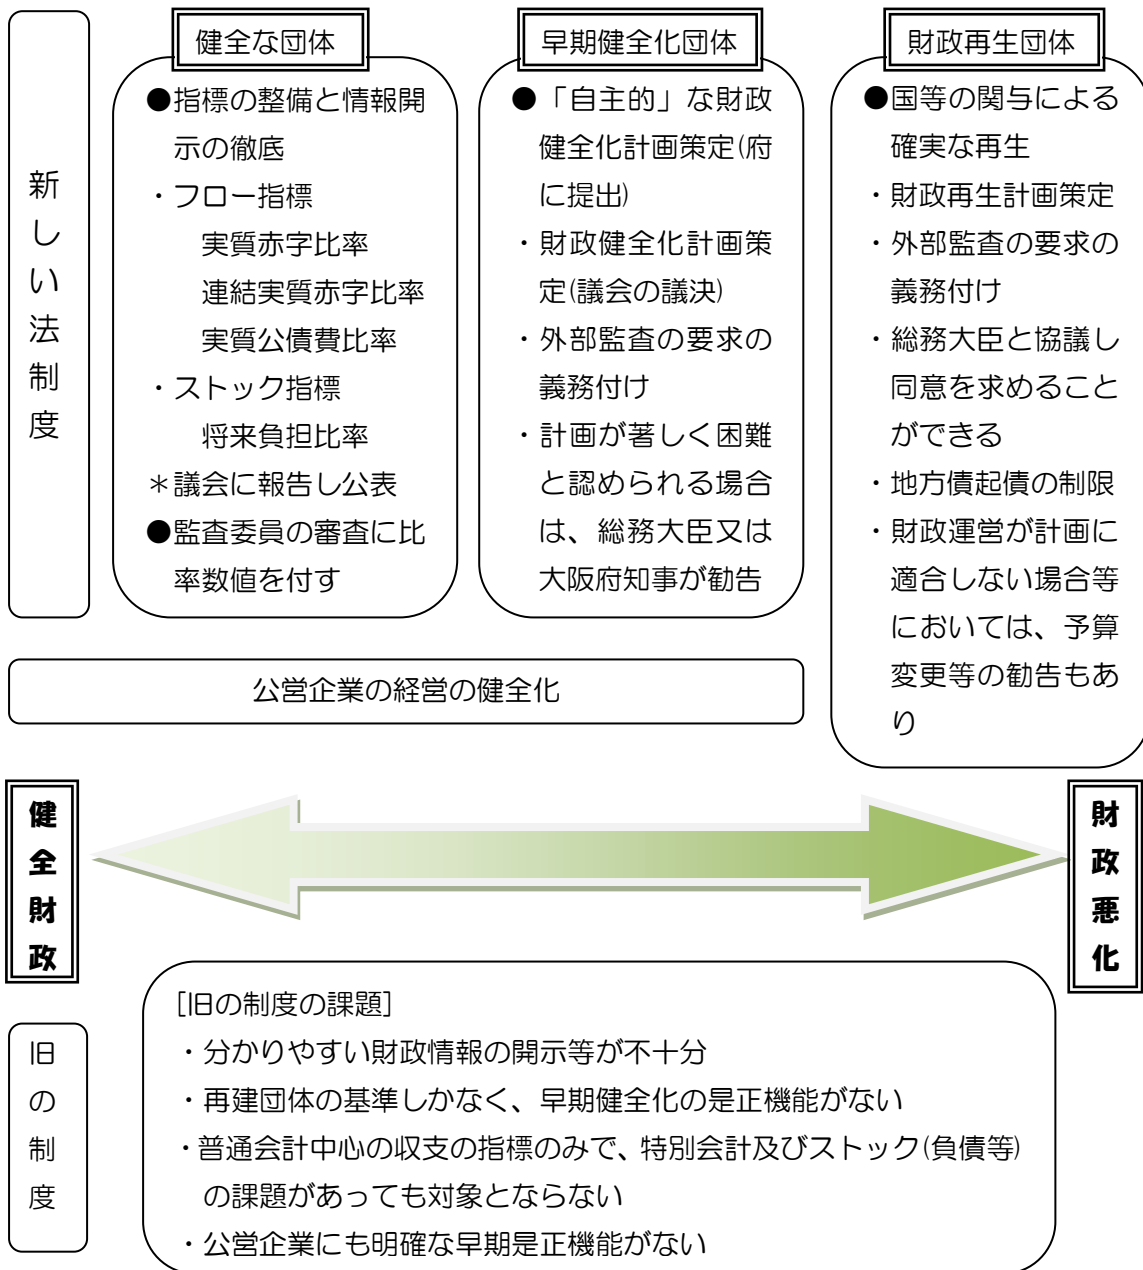 新しい法制度
健全な団体
●指標の整備と情報開
示の徹底
・フロー指標
実質赤字比率
連結実質赤字比率
実質公債費比率
・ストック指標
将来負担比率
＊議会に報告し公表
●監査委員の審査に比
率数値を付す
早期健全化団体
●「自主的」な財政
健全化計画策定(府
に提出)
・財政健全化計画策
定(議会の議決)
・外部監査の要求の
義務付け
・計画が著しく困難
と認められる場合
は、総務大臣又は
大阪府知事が勧告
財政再生団体
●国等の関与による
確実な再生
・財政再生計画策定
・外部監査の要求の
義務付け
・総務大臣と協議し
同意を求めること
ができる
・地方債起債の制限
・財政運営が計画に
適合しない場合等
においては、予算
変更等の勧告もあ
り
公営企業の経営の健全化
健全財政
財政悪化
旧の制度
[旧の制度の課題]
・分かりやすい財政情報の開示等が不十分
・再建団体の基準しかなく、早期健全化の是正機能がない
・普通会計中心の収支の指標のみで、特別会計及びストック(負債等)
の課題があっても対象とならない
・公営企業にも明確な早期是正機能がない